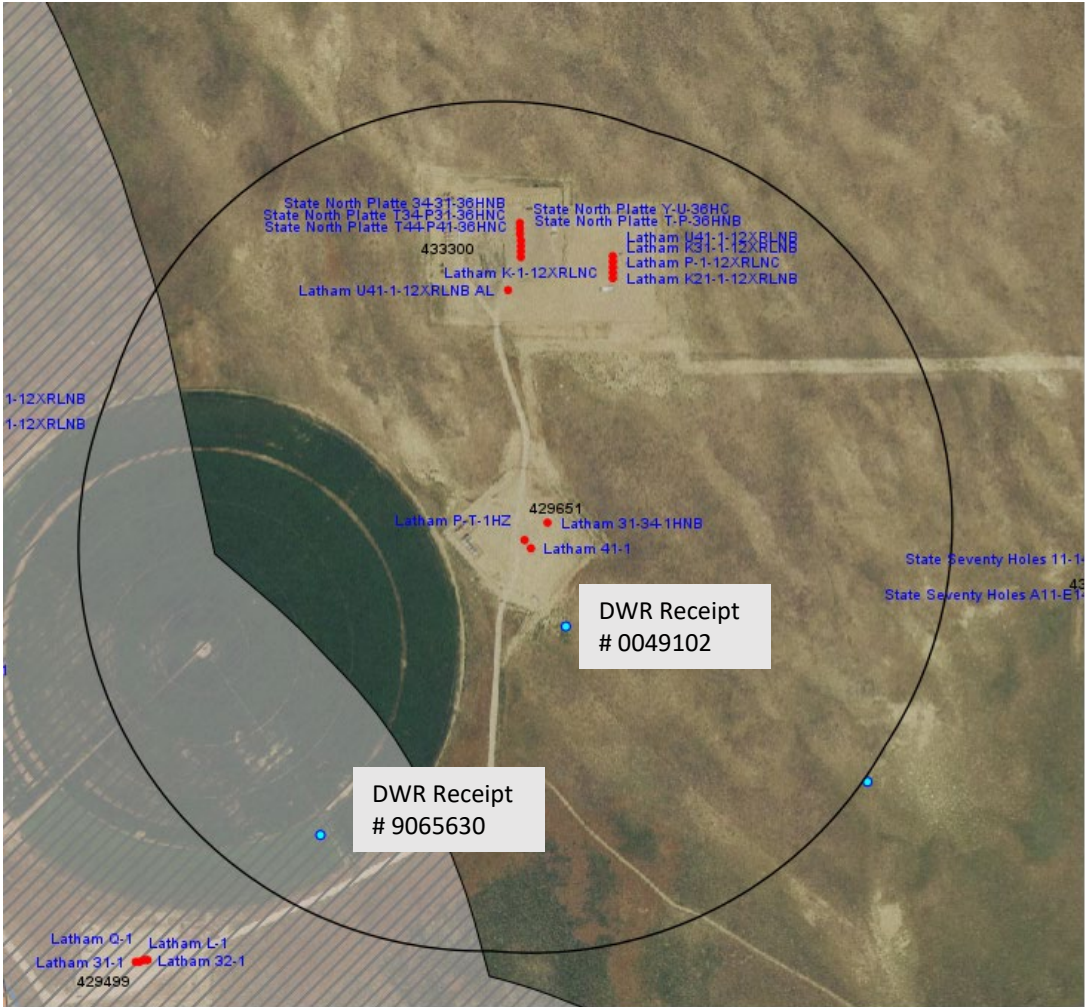 State North Platte 34-31-36HNB
State North Platte T34-P31-36HNC
State North Platte T44-P41-36HNC
State North Platte Y-U-36HC
State North Platte T-P-36HNB
433300
Latham U41-1-12XRLNB
Latham K31-1-12XRLNB
Latham P-1-12XRLNC
Latham K21-1-12XRLNB
Latham K-1-12XRLNC
Latham U41-1-12XRLNB AL
1-12XRLNB
1-12XRLNB
429651
Latham P-T-1HZ
Latham 31-34-1HNB
Latham 41-1
State Seventy Holes 11-1
43
State Seventy Holes A11-E1
DWR Receipt
# 0049102
1
DWR Receipt
# 9065630
Latham Q-1
Latham L-1
Latham 31-1
Latham 32-1
429499